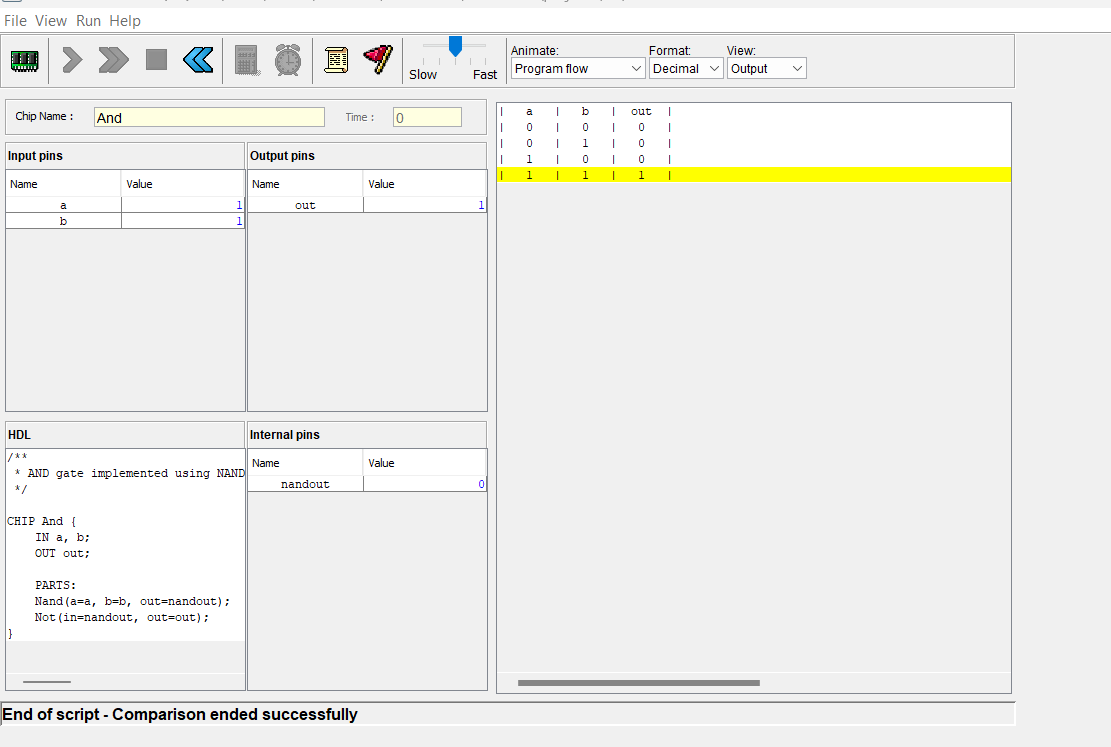 File View Run Help
Slow Fast
Animate: Format: View:
Program flow Decimal Output
Chip Name : And Time : 0
Input pins
Name Value
a 1
b 1
Output pins
Name Value
out 1
HDL
/**
* AND gate implemented using NAND
*/
CHIP And {
IN a, b;
OUT out;
PARTS:
Nand(a=a, b=b, out=nandout);
Not(in=nandout, out=out);
}
Internal pins
Name Value
nandout 0
| a | b | out |
| 0 | 0 | 0 |
| 0 | 1 | 0 |
| 1 | 0 | 0 |
| 1 | 1 | 1 |
End of script - Comparison ended successfully